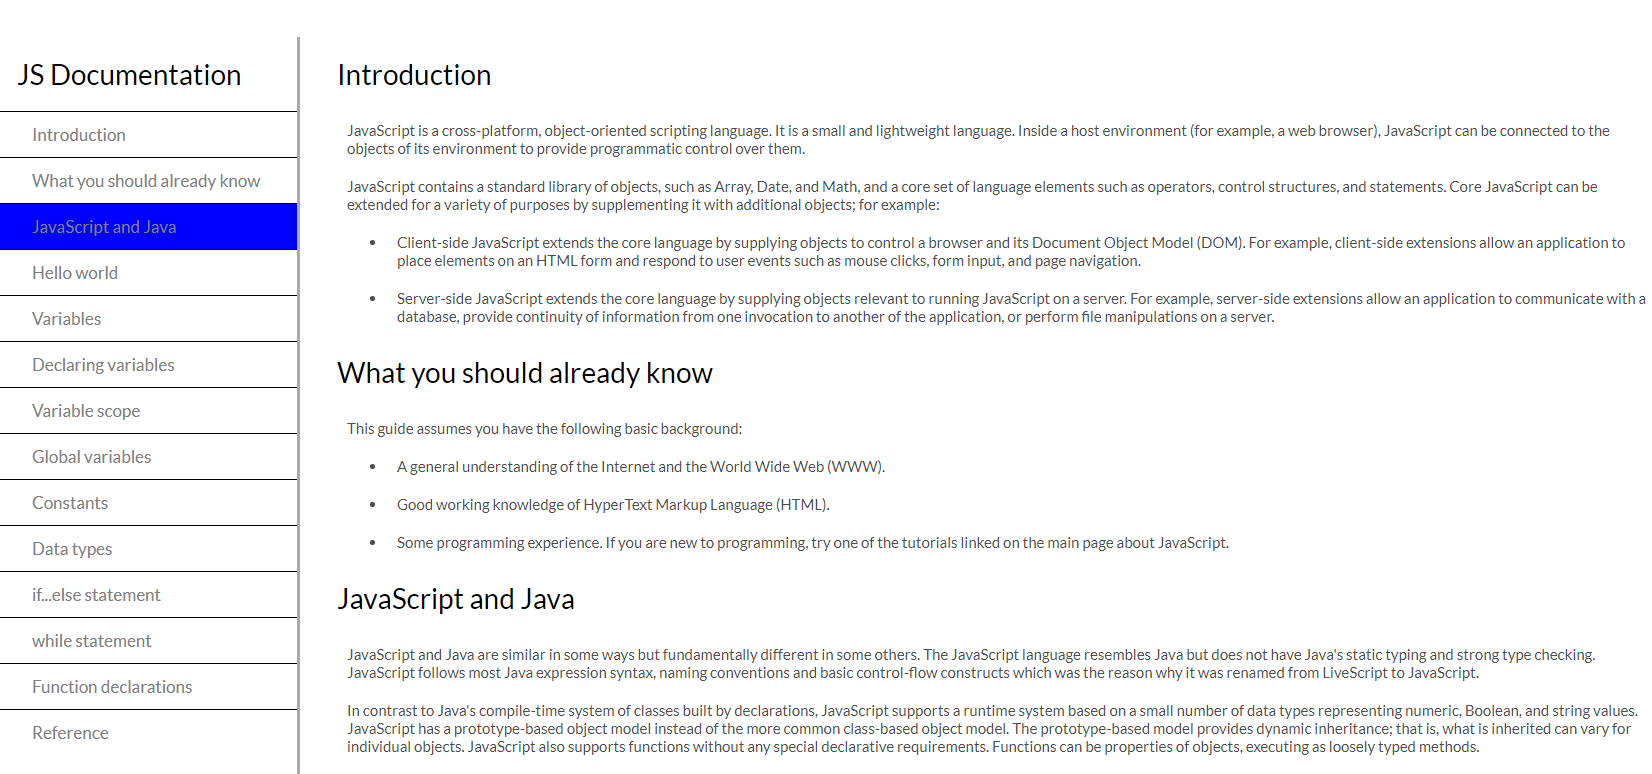 JS Documentation
Introduction
What you should already know
JavaScript and Java
Hello world
Variables
Declaring variables
Variable scope
Global variables
Constants
Data types
if...else statement
while statement
Function declarations
Reference
Introduction
JavaScript is a cross-platform, object-oriented scripting language. It is a small and lightweight language. Inside a host environment (for example, a web browser), JavaScript can be connected to the
objects of its environment to provide programmatic control over them.
JavaScript contains a standard library of objects, such as Array, Date, and Math, and a core set of language elements such as operators, control structures, and statements. Core JavaScript can be
extended for a variety of purposes by supplementing it with additional objects; for example:
• Client-side JavaScript extends the core language by supplying objects to control a browser and its Document Object Model (DOM). For example, client-side extensions allow an application to
place elements on an HTML form and respond to user events such as mouse clicks, form input, and page navigation.
• Server-side JavaScript extends the core language by supplying objects relevant to running JavaScript on a server. For example, server-side extensions allow an application to communicate with a
database, provide continuity of information from one invocation to another of the application, or perform file manipulations on a server.
What you should already know
This guide assumes you have the following basic background:
• A general understanding of the Internet and the World Wide Web (WWW).
• Good working knowledge of HyperText Markup Language (HTML).
• Some programming experience. If you are new to programming, try one of the tutorials linked on the main page about JavaScript.
JavaScript and Java
JavaScript and Java are similar in some ways but fundamentally different in some others. The JavaScript language resembles Java but does not have Java's static typing and strong type checking.
JavaScript follows most Java expression syntax, naming conventions and basic control-flow constructs which was the reason why it was renamed from LiveScript to JavaScript.
In contrast to Java's compile-time system of classes built by declarations, JavaScript supports a runtime system based on a small number of data types representing numeric, Boolean, and string values.
JavaScript has a prototype-based object model instead of the more common class-based object model. The prototype-based model provides dynamic inheritance; that is, what is inherited can vary for
individual objects. JavaScript also supports functions without any special declarative requirements. Functions can be properties of objects, executing as loosely typed methods.